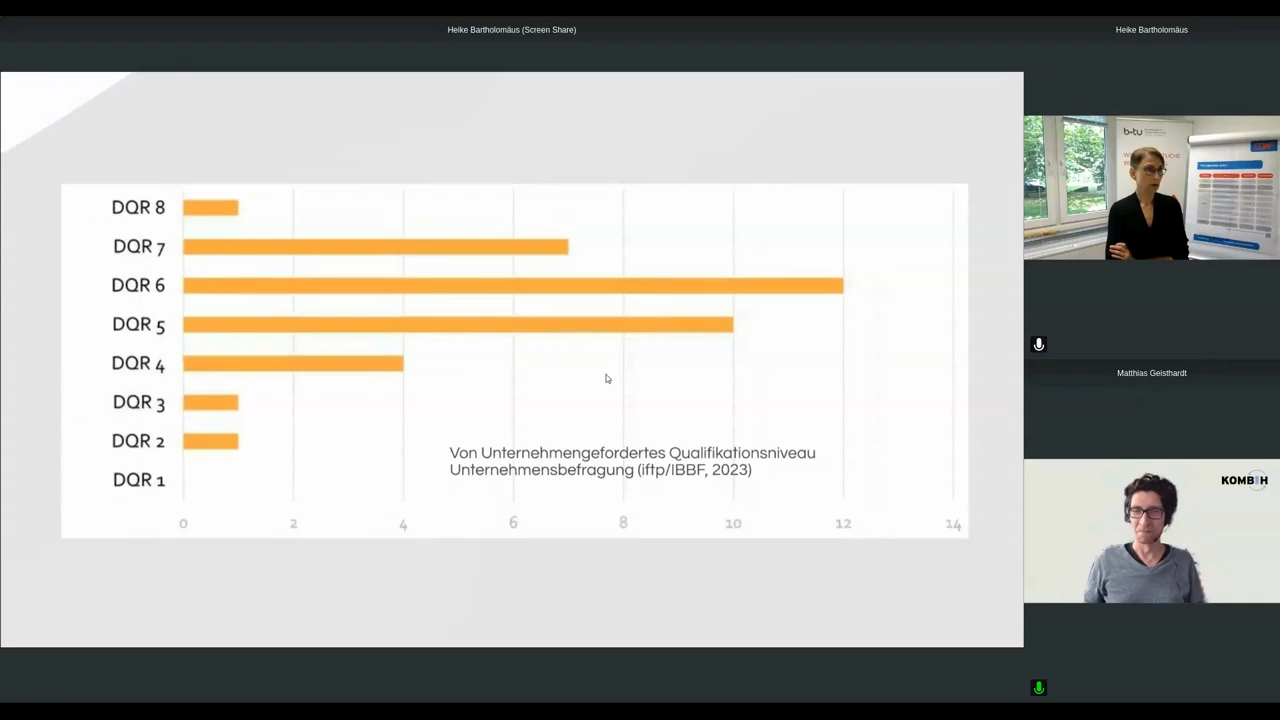 Heike Bartholomäus (Screen Share)
Heike Bartholomäus
DQR 8
DQR 7
DQR 6
DQR 5
DQR 4
DQR 3
DQR 2
DQR 1
Von Unternehmengefordertes Qualifikationsniveau
Unternehmensbefragung (iftp/IBBF, 2023)
0 2 4 6 8 10 12 14
b-tu
Matthias Geisthardt
KOMBIH